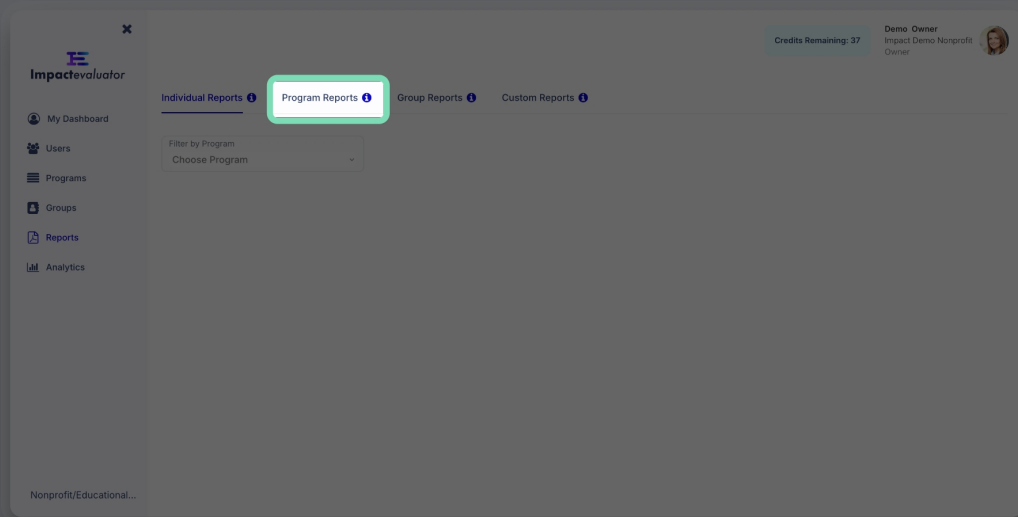 Credits Remaining: 37
Demo Owner
Impact Demo Nonprofit
Owner
Impactevaluator
Individual Reports
Program Reports
Group Reports
Custom Reports
My Dashboard
Users
Programs
Groups
Reports
Analytics
Filter by Program
Choose Program
Nonprofit/Educational...